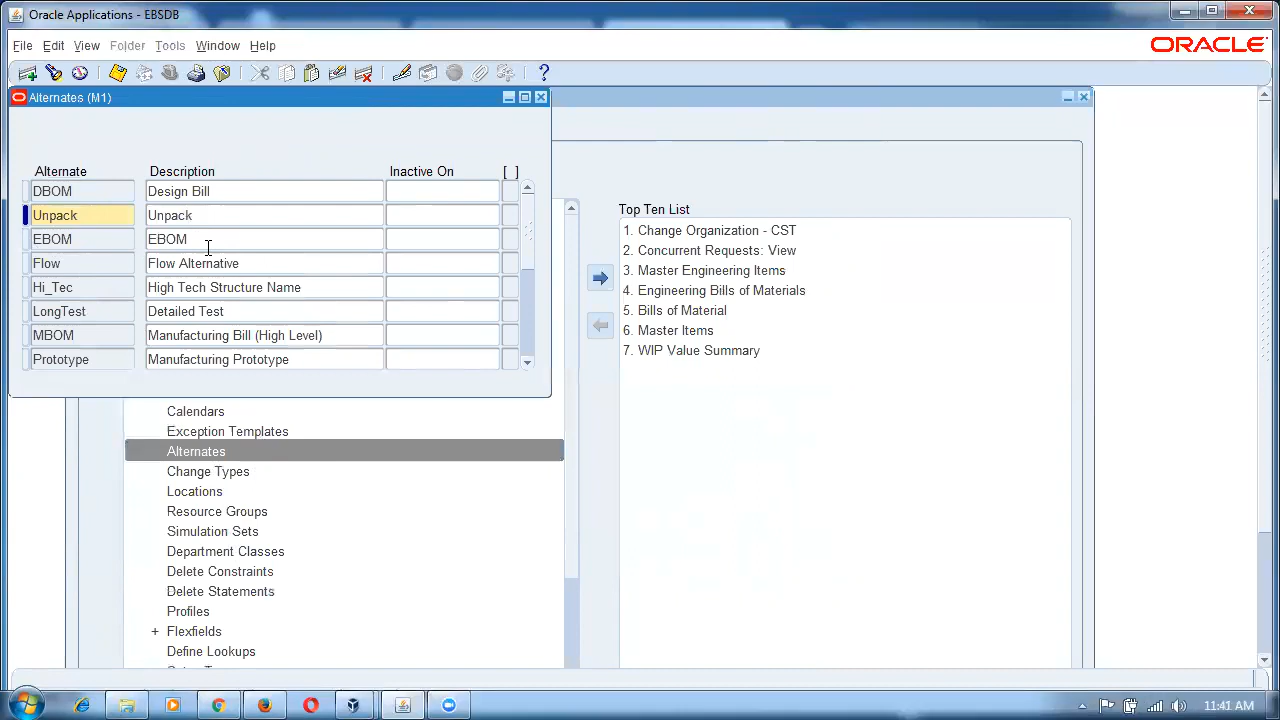 Oracle Applications - EBSDB
File Edit View Folder Tools Window Help
ORACLE
Alternates (M1)
Alternate Description Inactive On [ ]
DBOM Design Bill
Unpack Unpack
EBOM EBOM
Flow Flow Alternative
Hi_Tec High Tech Structure Name
LongTest Detailed Test
MBOM Manufacturing Bill (High Level)
Prototype Manufacturing Prototype
Calendars
Exception Templates
Alternates
Change Types
Locations
Resource Groups
Simulation Sets
Department Classes
Delete Constraints
Delete Statements
Profiles
+ Flexfields
Define Lookups
Top Ten List
1. Change Organization - CST
2. Concurrent Requests: View
3. Master Engineering Items
4. Engineering Bills of Materials
5. Bills of Material
6. Master Items
7. WIP Value Summary
11:41 AM